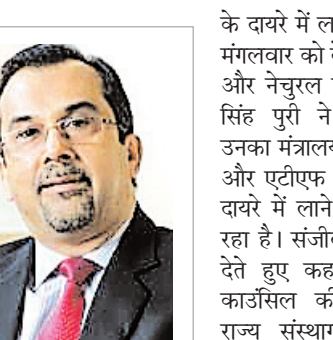 के दायरे में ल
मंगलवार को
और नेचुरल
सिंह पुरी ने
उनका मंत्रालय
और एटीएफ
दायरे में लाने
रहा है। संजीव
देते हुए कह
काउंसिल की
राज्य संस्थाग